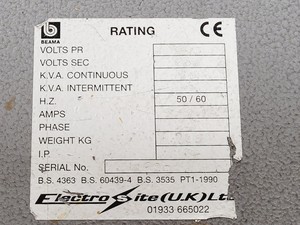 BEAMA
RATING
CE
VOLTS PR
VOLTS SEC
K.V.A. CONTINUOUS
K.V.A. INTERMITTENT
H.Z. 50 / 60
AMPS
PHASE
WEIGHT KG
I.P.
SERIAL No.
B.S. 4363 B.S. 60439-4 B.S. 3535 PT1-1990
Electro Site (U.K) Ltd
01933 665022